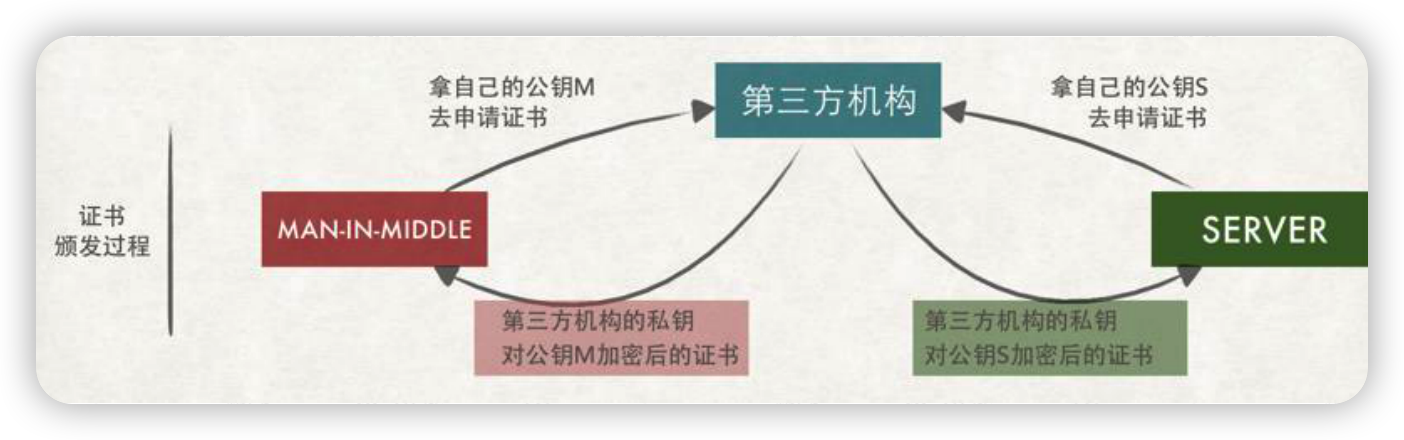 拿自己的公钥M
去申请证书
第三方机构
拿自己的公钥S
去申请证书
证书
颁发过程
MAN-IN-MIDDLE
SERVER
第三方机构的私钥
对公钥M加密后的证书
第三方机构的私钥
对公钥S加密后的证书